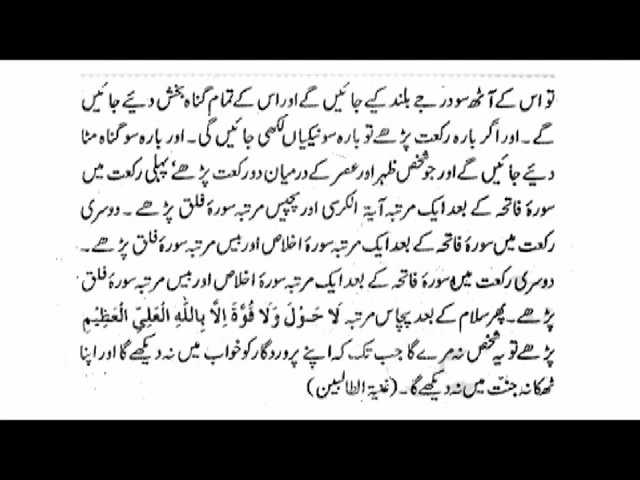 تو اس کے آٹھ سو درجے بلند کیے جائیں گے اور اس کے تمام گناہ بخش دیئے جائیں
گے۔ اور اگر بارہ رکعت پڑھے تو بارہ سو نیکیاں لکھی جائیں گی۔ اور بارہ سو گناہ مٹا
دیئے جائیں گے اور جو شخص ظہر اور عصر کے درمیان دو رکعت پڑھے، پہلی رکعت میں
سورۂ فاتحہ کے بعد ایک مرتبہ آیۃ الکرسی اور پچیس مرتبہ سورۂ فلق پڑھے۔ دوسری
رکعت میں سورۂ فاتحہ کے بعد ایک مرتبہ سورۂ اخلاص اور بیس مرتبہ سورۂ فلق پڑھے۔
دوسری رکعت میں سورۂ فاتحہ کے بعد ایک مرتبہ سورۂ اخلاص اور بیس مرتبہ سورۂ فلق
پڑھے۔ پھر سلام کے بعد پچاس مرتبہ لَا حَوْلَ وَلَا قُوَّةَ اِلَّا بِاللّٰهِ الْعَلِيِّ الْعَظِيْمِ
پڑھے تو یہ شخص نہ مرے گا جب تک کہ اپنے پروردگار کو خواب میں نہ دیکھے گا اور اپنا
ٹھکانہ جنت میں نہ دیکھے گا۔ (غنیۃ الطالبین)